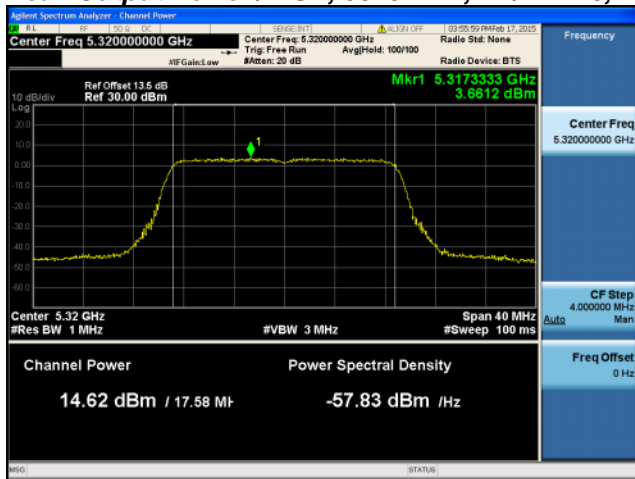 Agilent Spectrum Analyzer - Channel Power
RL RF 50 Ω DC SENSE:INT ALIGN OFF 03:55:59 PM Feb 17, 2015
Center Freq 5.320000000 GHz
#IFGain:Low
Center Freq: 5.320000000 GHz
Trig: Free Run Avg|Hold: 100/100
#Atten: 20 dB
Radio Std: None
Radio Device: BTS
Mkr1 5.3173333 GHz
3.6612 dBm
Ref Offset 13.5 dB
10 dB/div Ref 30.00 dBm
Log
20.0
10.0
0.00
-10.0
-20.0
-30.0
-40.0
-50.0
-60.0
1
Center 5.32 GHz Span 40 MHz
#Res BW 1 MHz #VBW 3 MHz #Sweep 100 ms
Channel Power Power Spectral Density
14.62 dBm / 17.58 MH -57.83 dBm /Hz
MSG STATUS
Frequency
Center Freq
5.320000000 GHz
CF Step
4.000000 MHz
Auto Man
Freq Offset
0 Hz